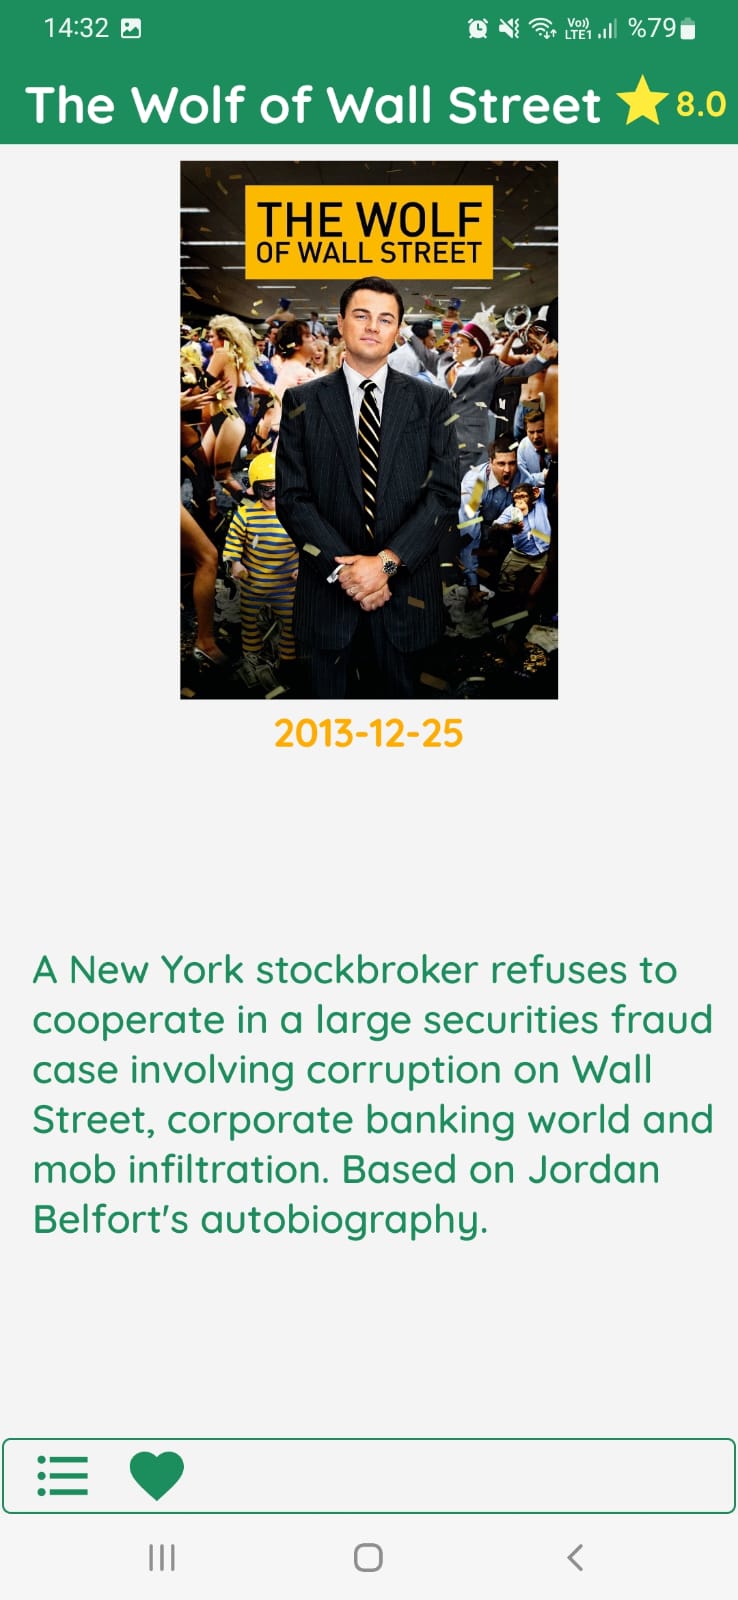 14:32
Vo))
LTE1
%79
The Wolf of Wall Street 8.0
THE WOLF
OF WALL STREET
2013-12-25
A New York stockbroker refuses to
cooperate in a large securities fraud
case involving corruption on Wall
Street, corporate banking world and
mob infiltration. Based on Jordan
Belfort's autobiography.